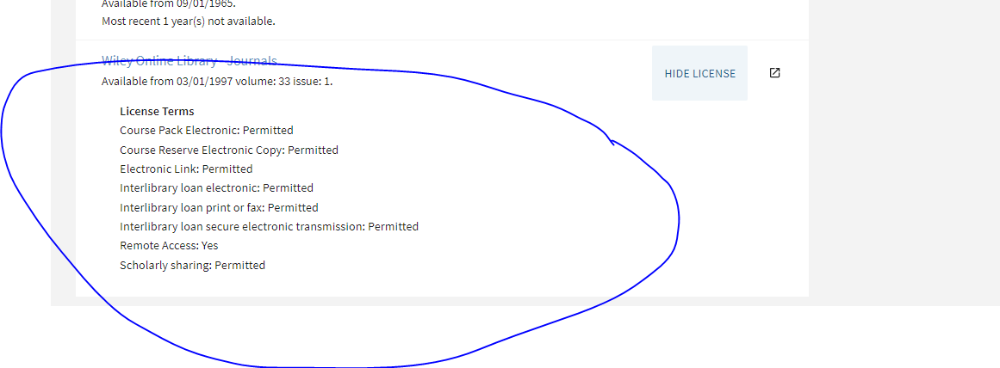 Available from 09/01/1965.
Most recent 1 year(s) not available.
Wiley Online Library - Journals
Available from 03/01/1997 volume: 33 issue: 1.
HIDE LICENSE
License Terms
Course Pack Electronic: Permitted
Course Reserve Electronic Copy: Permitted
Electronic Link: Permitted
Interlibrary loan electronic: Permitted
Interlibrary loan print or fax: Permitted
Interlibrary loan secure electronic transmission: Permitted
Remote Access: Yes
Scholarly sharing: Permitted